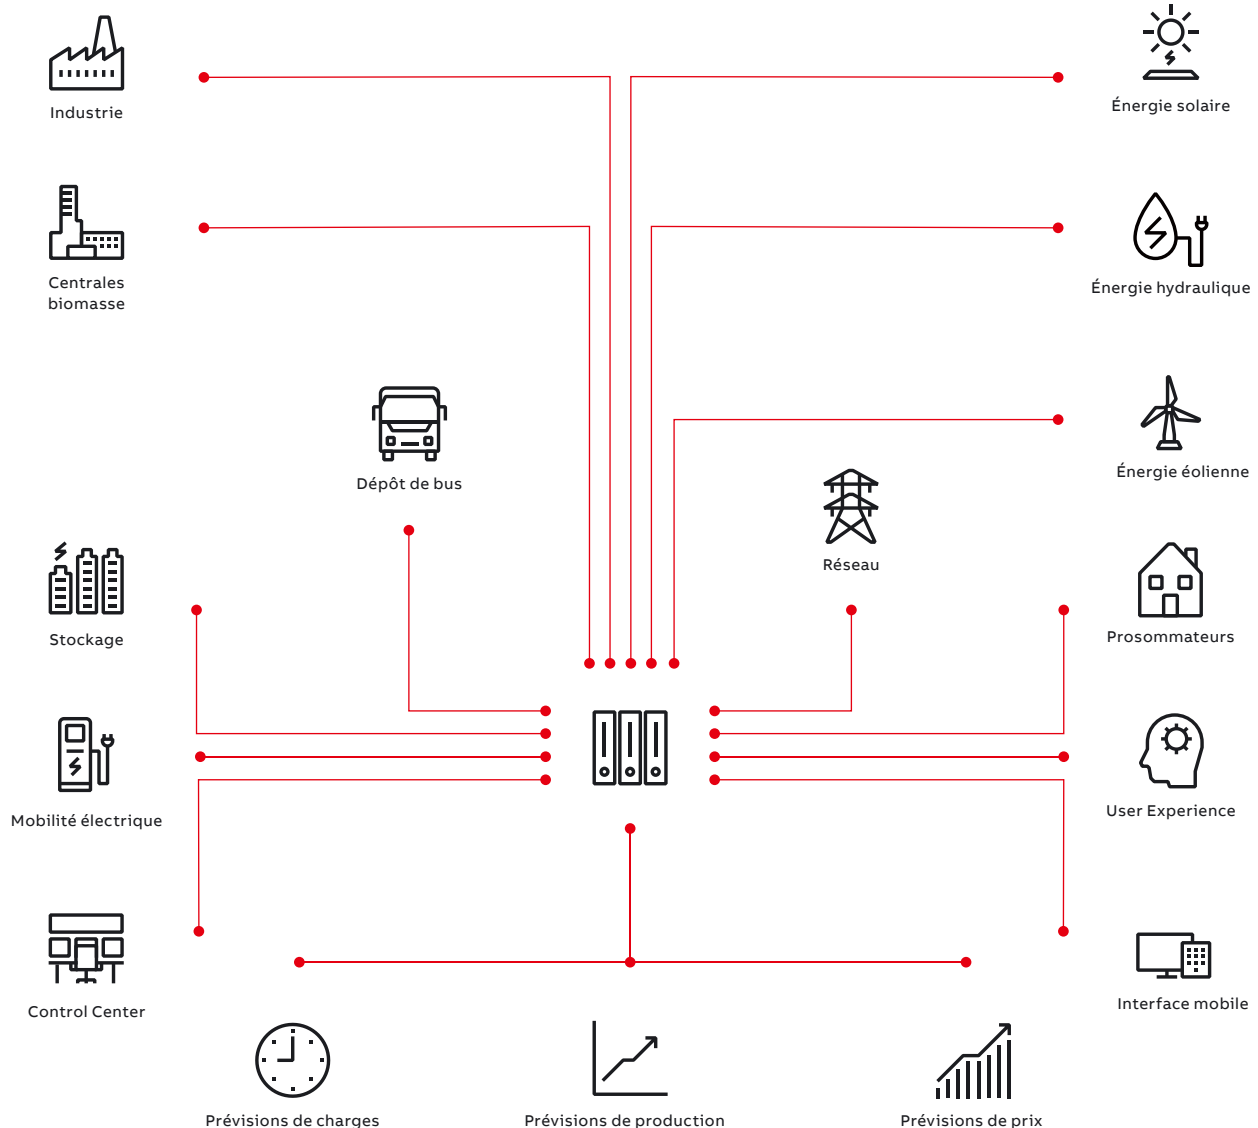 Industrie
Énergie solaire
Centrales
biomasse
Énergie hydraulique
Énergie éolienne
Dépôt de bus
Réseau
Stockage
Prosommateurs
Mobilité électrique
User Experience
Control Center
Interface mobile
Prévisions de charges
Prévisions de production
Prévisions de prix